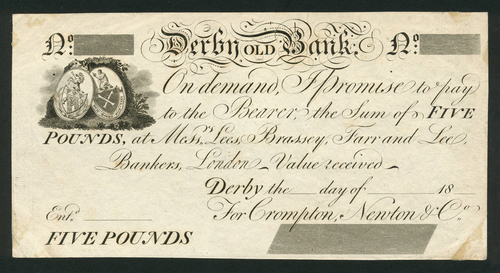 No. Derby OLD Bank. No.
On demand, I promise to pay
to the Bearer, the Sum of FIVE
POUNDS, at Messrs. Lees, Brassey, Farr and Lee,
Bankers, London Value received
Derby the day of 18
Entd. For Crompton, Newton & Co.
FIVE POUNDS